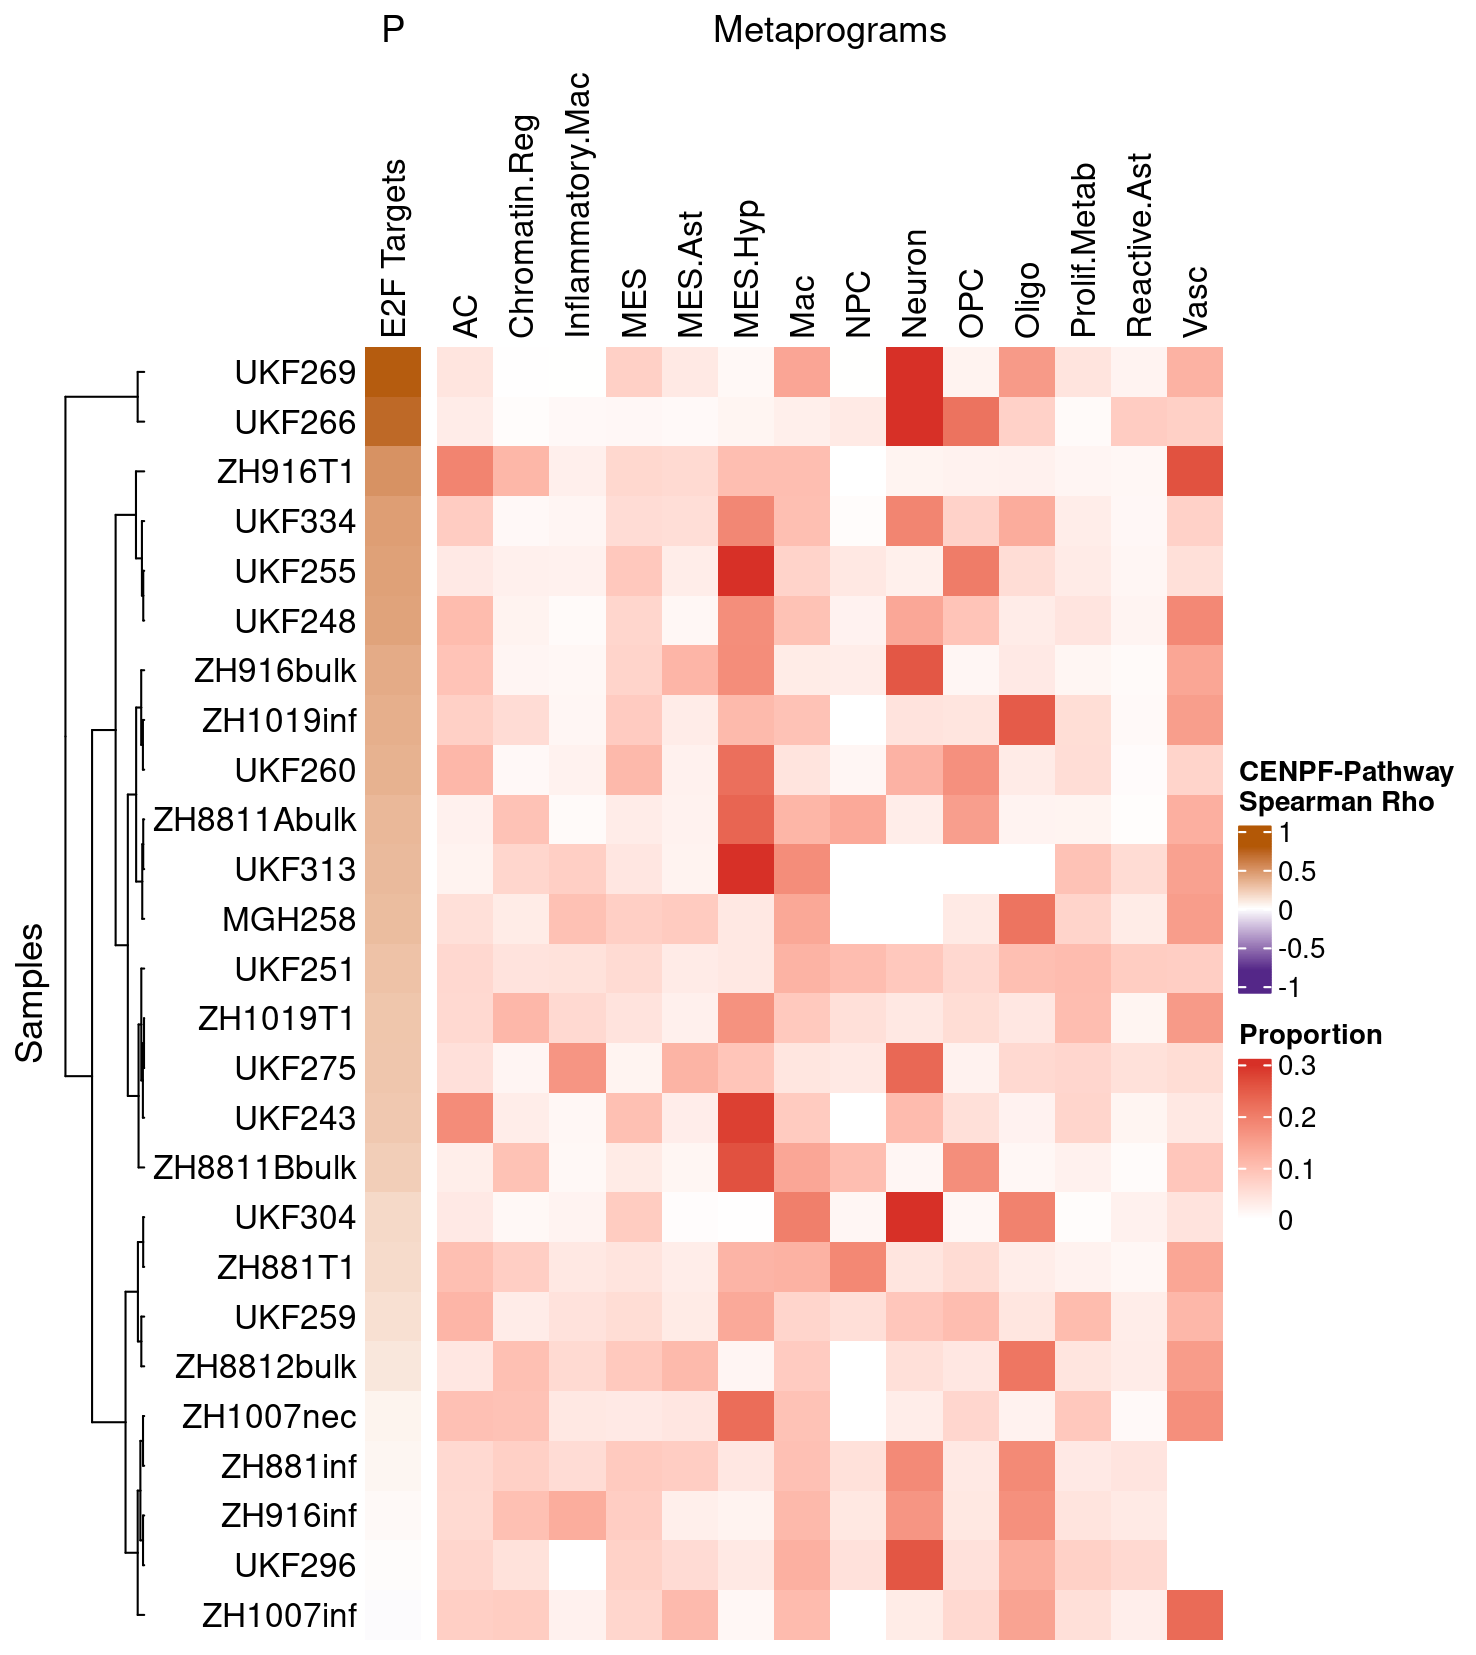 P
Metaprograms
E2F Targets
AC
Chromatin.Reg
Inflammatory.Mac
MES
MES.Ast
MES.Hyp
Mac
NPC
Neuron
OPC
Oligo
Prolif.Metab
Reactive.Ast
Vasc
Samples
UKF269
UKF266
ZH916T1
UKF334
UKF255
UKF248
ZH916bulk
ZH1019inf
UKF260
ZH8811Abulk
UKF313
MGH258
UKF251
ZH1019T1
UKF275
UKF243
ZH8811Bbulk
UKF304
ZH881T1
UKF259
ZH8812bulk
ZH1007nec
ZH881inf
ZH916inf
UKF296
ZH1007inf
CENPF-Pathway
Spearman Rho
1
0.5
0
-0.5
-1
Proportion
0.3
0.2
0.1
0